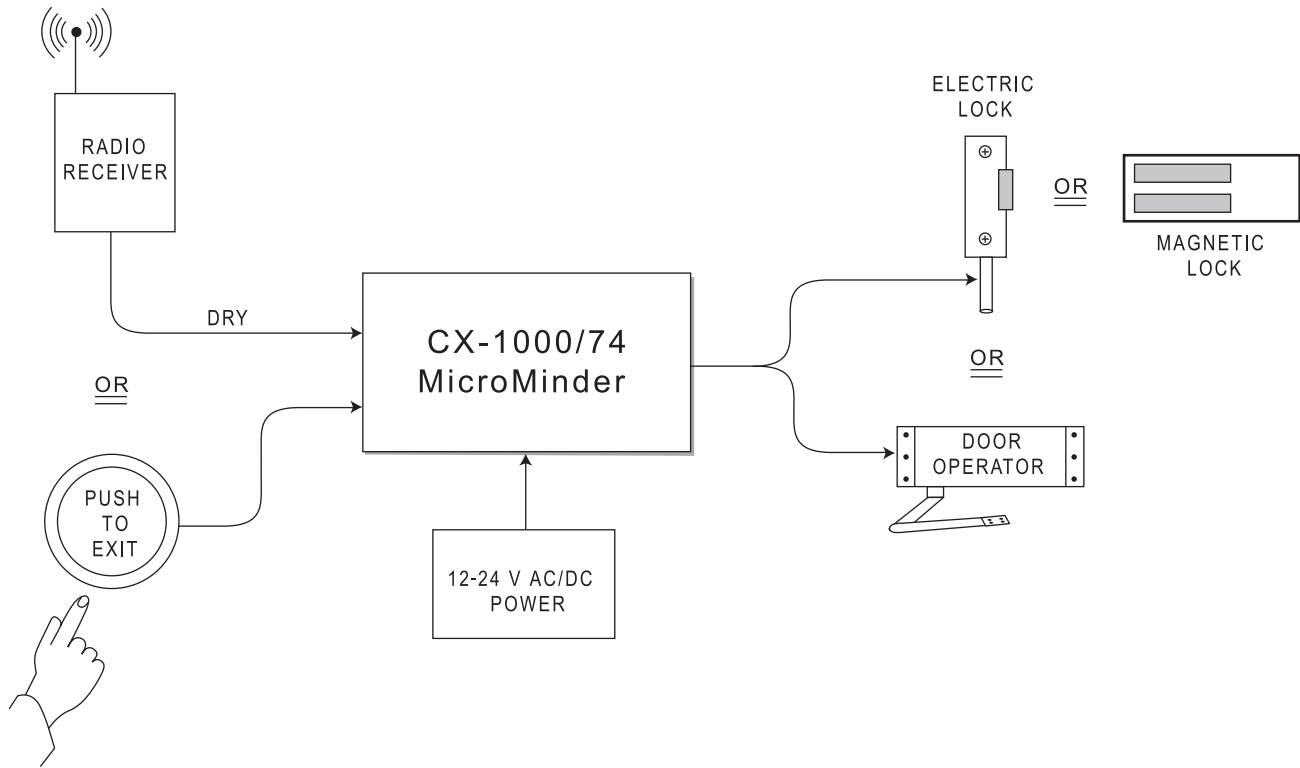 RADIO
RECEIVER
DRY
OR
PUSH
TO
EXIT
CX-1000/74
MicroMinder
12-24 V AC/DC
POWER
ELECTRIC
LOCK
OR
MAGNETIC
LOCK
OR
DOOR
OPERATOR